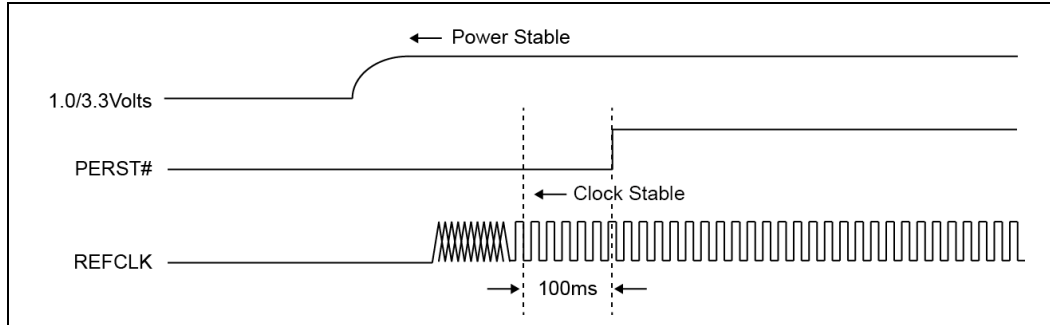 Power Stable
1.0/3.3Volts
PERST#
Clock Stable
REFCLK
100ms